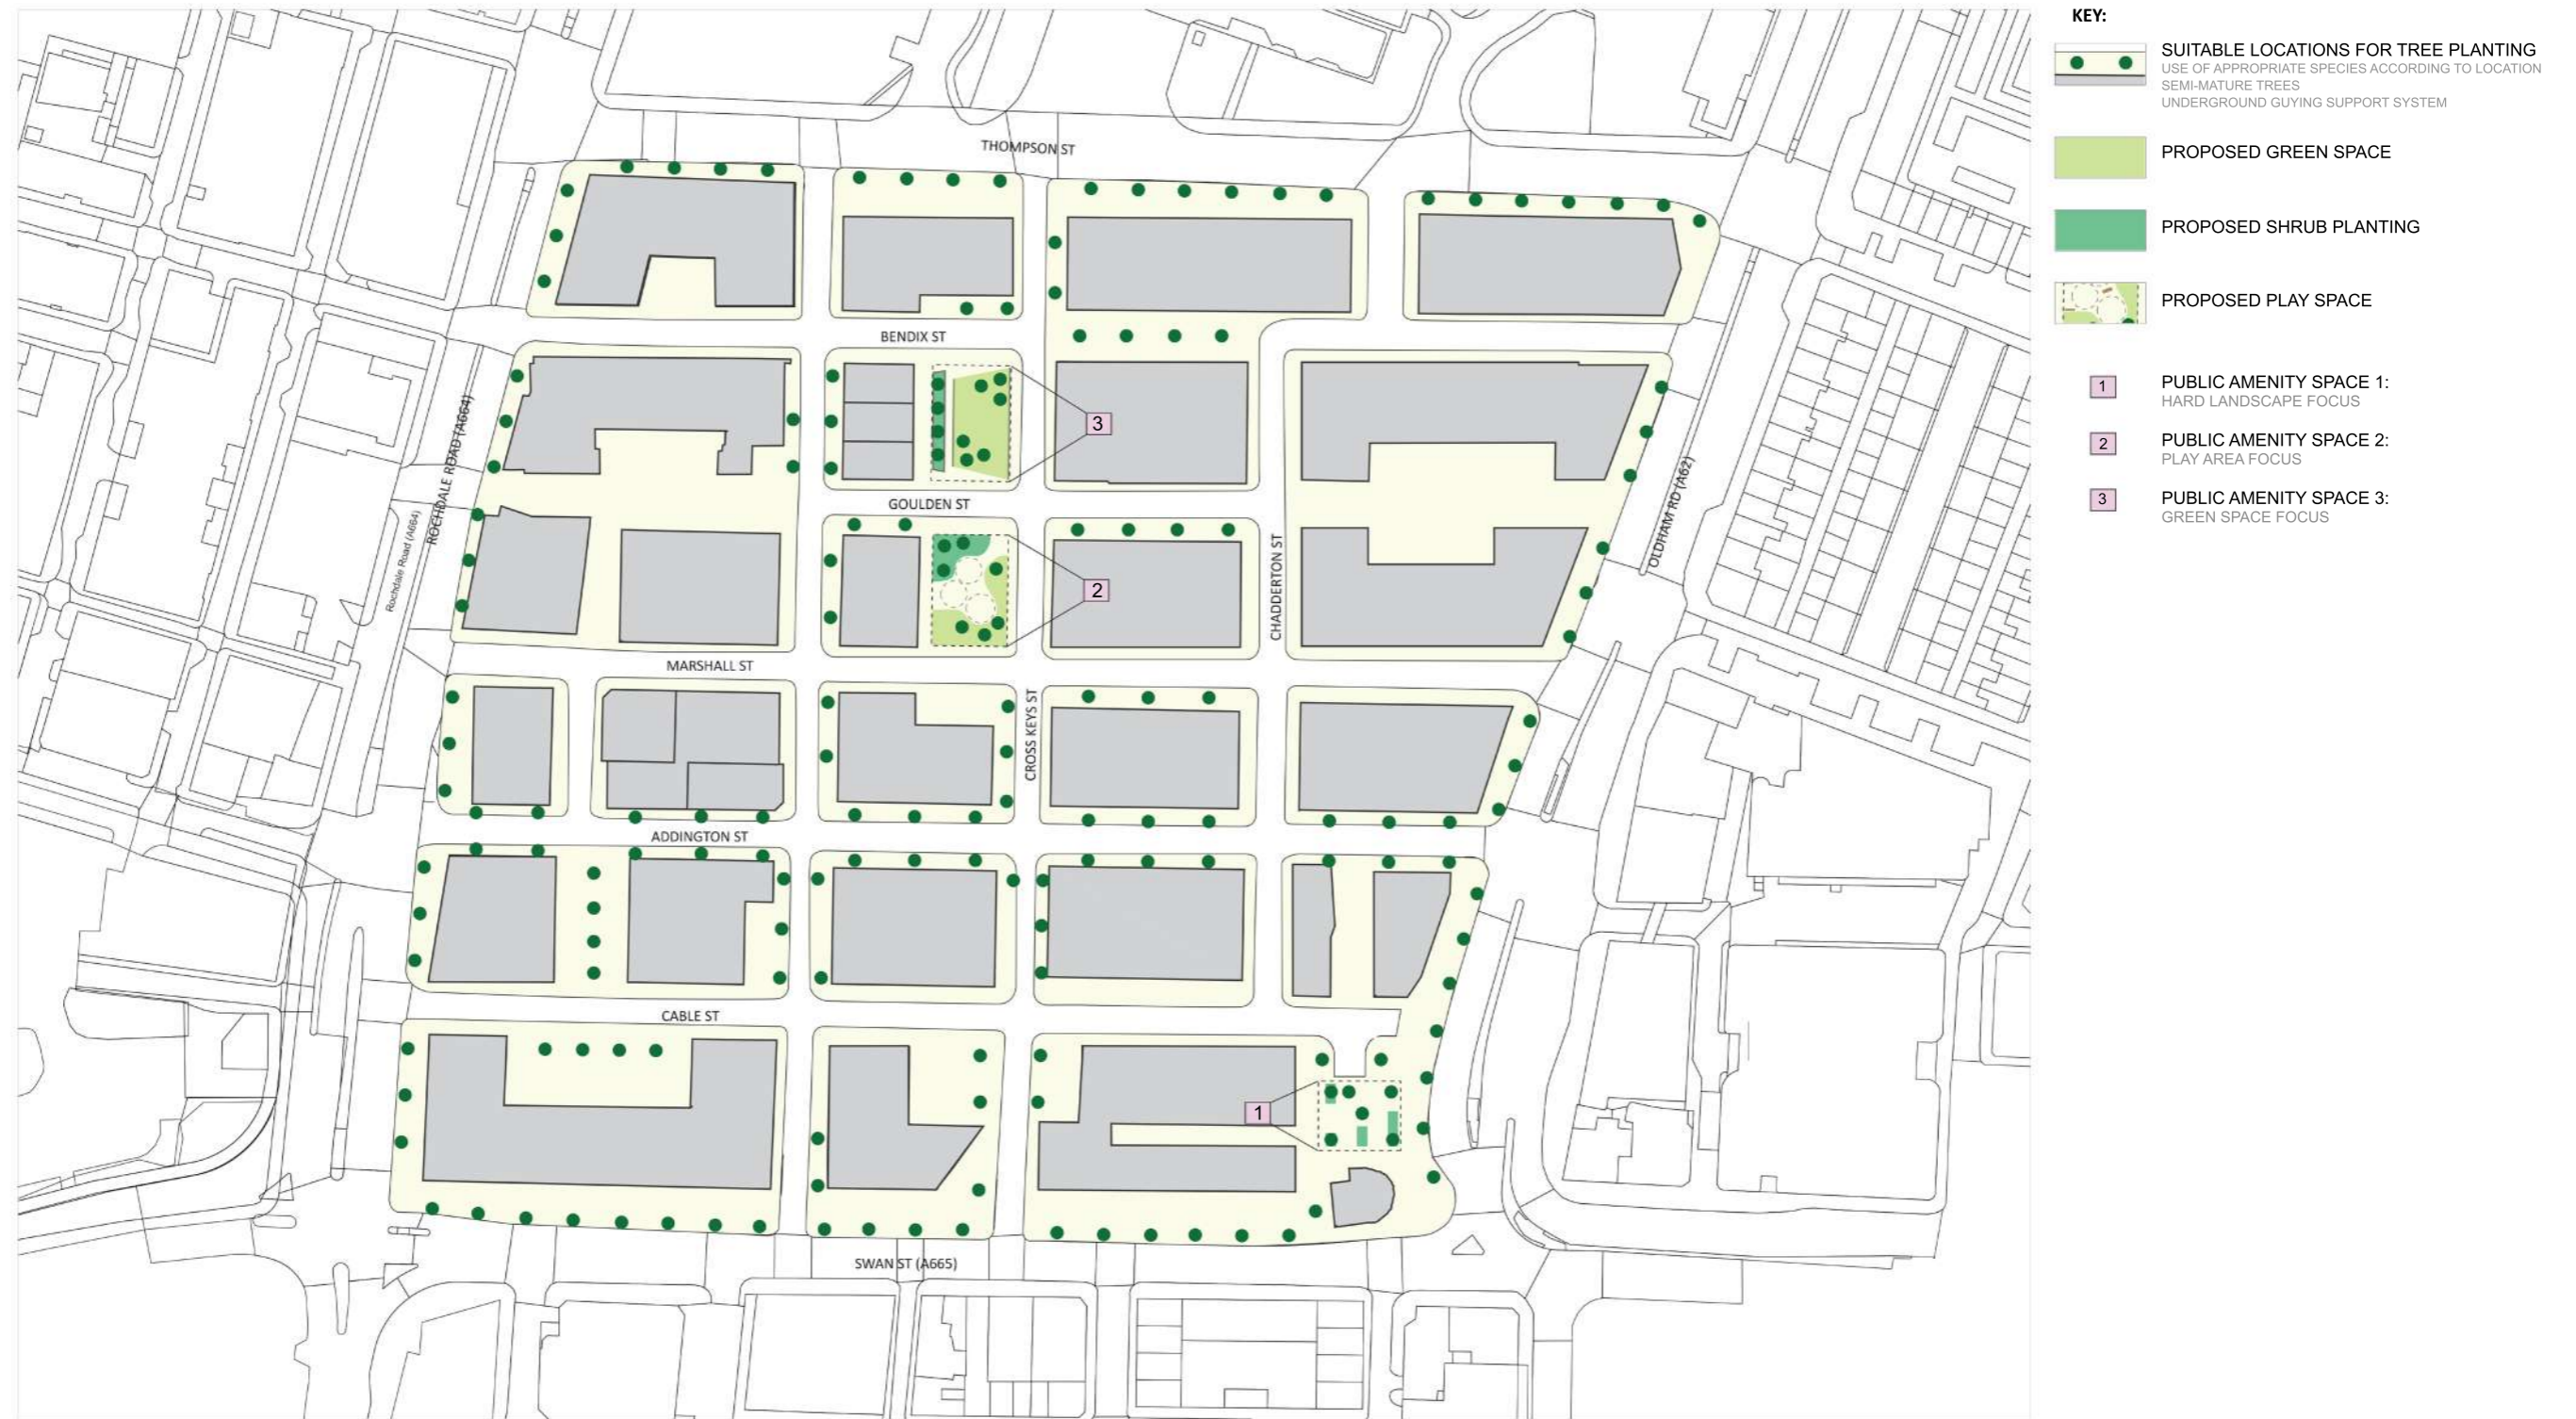 KEY:
SUITABLE LOCATIONS FOR TREE PLANTING
USE OF APPROPRIATE SPECIES ACCORDING TO LOCATION
SEMI-MATURE TREES
UNDERGROUND GUYING SUPPORT SYSTEM
PROPOSED GREEN SPACE
PROPOSED SHRUB PLANTING
PROPOSED PLAY SPACE
1
PUBLIC AMENITY SPACE 1:
HARD LANDSCAPE FOCUS
2
PUBLIC AMENITY SPACE 2:
PLAY AREA FOCUS
3
PUBLIC AMENITY SPACE 3:
GREEN SPACE FOCUS
THOMPSON ST
BENDIX ST
3
ROCHDALE ROAD (A664)
Rochdale Road (A664)
GOULDEN ST
OLDHAM RD (A62)
CHADDERTON ST
2
MARSHALL ST
CROSS KEYS ST
ADDINGTON ST
CABLE ST
1
SWAN ST (A665)